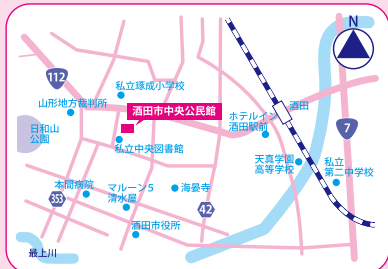 N
112
私立琢成小学校
山形地方裁判所
酒田市中央公民館
酒田
ホテルイン
酒田駅前
7
日和山
公園
私立中央図書館
天真学園
高等学校
私立
第二中学校
本間病院
マルーン5
清水屋
海晏寺
353
42
酒田市役所
最上川